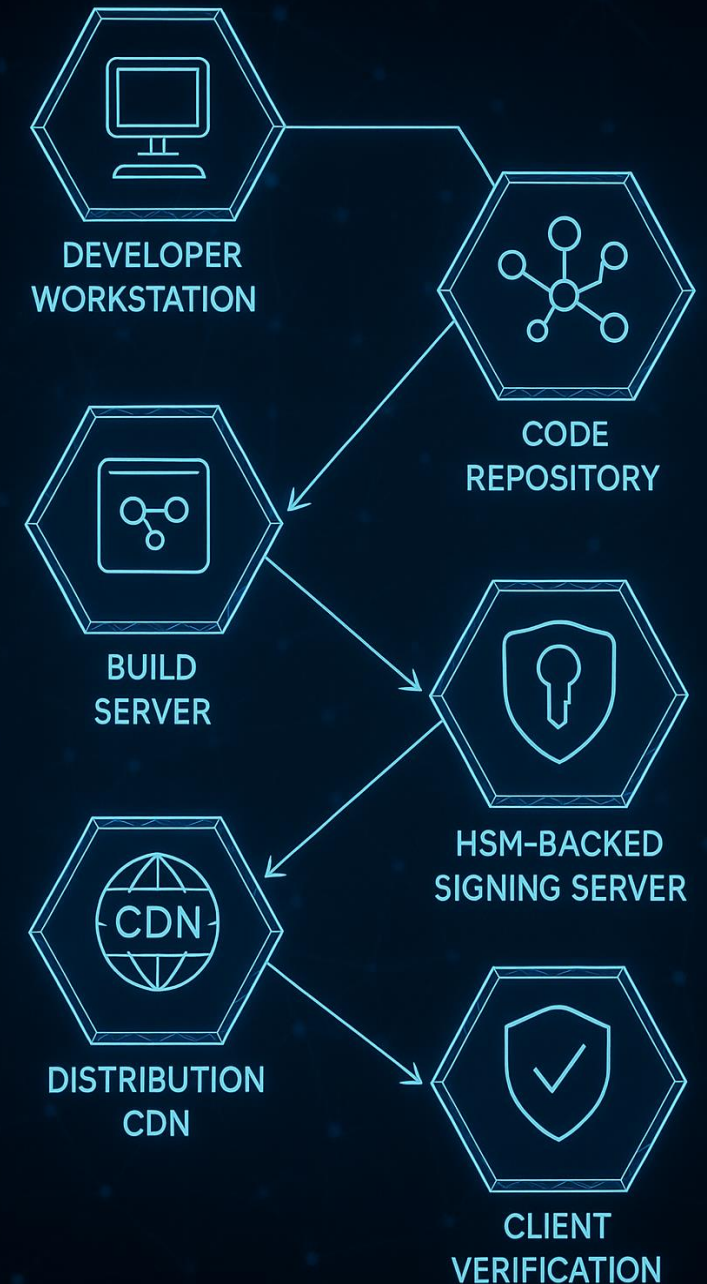 DEVELOPER
WORKSTATION
CODE
REPOSITORY
BUILD
SERVER
HSM-BACKED
SIGNING SERVER
CDN
DISTRIBUTION
CDN
CLIENT
VERIFICATION